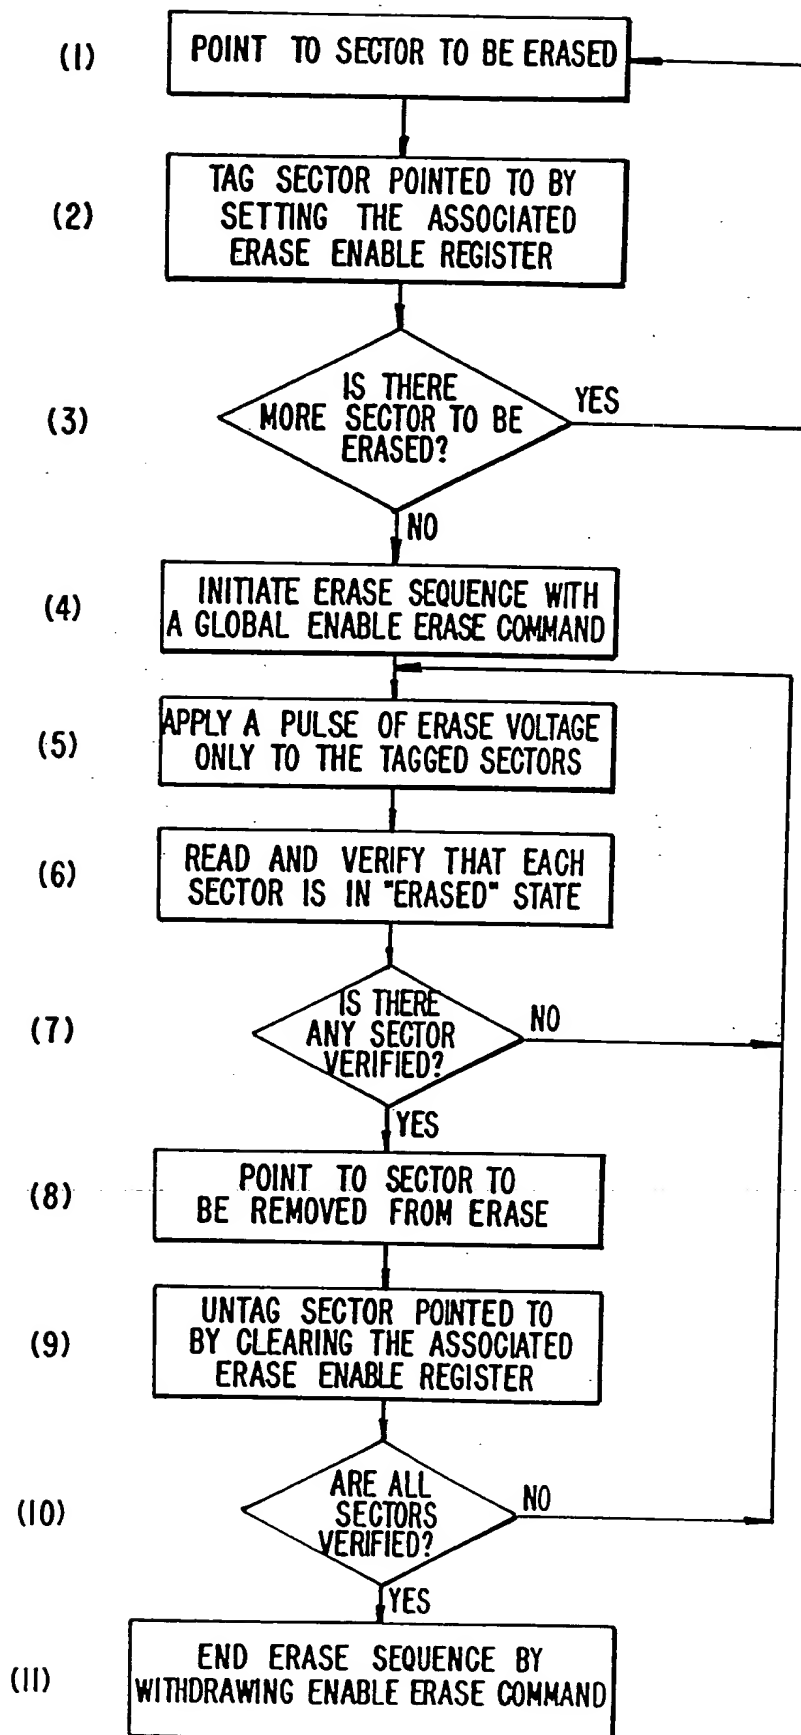 (1)
POINT TO SECTOR TO BE ERASED
(2)
TAG SECTOR POINTED TO BY
SETTING THE ASSOCIATED
ERASE ENABLE REGISTER
(3)
IS THERE
MORE SECTOR TO BE
ERASED?
YES
NO
(4)
INITIATE ERASE SEQUENCE WITH
A GLOBAL ENABLE ERASE COMMAND
(5)
APPLY A PULSE OF ERASE VOLTAGE
ONLY TO THE TAGGED SECTORS
(6)
READ AND VERIFY THAT EACH
SECTOR IS IN "ERASED" STATE
(7)
IS THERE
ANY SECTOR
VERIFIED?
NO
YES
(8)
POINT TO SECTOR TO
BE REMOVED FROM ERASE
(9)
UNTAG SECTOR POINTED TO
BY CLEARING THE ASSOCIATED
ERASE ENABLE REGISTER
(10)
ARE ALL
SECTORS
VERIFIED?
NO
YES
(11)
END ERASE SEQUENCE BY
WITHDRAWING ENABLE ERASE COMMAND